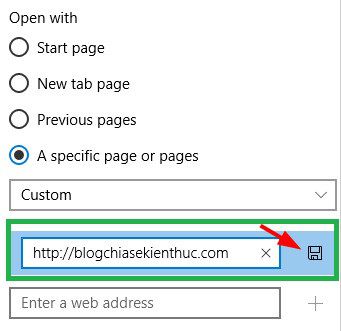 Open with
Start page
New tab page
Previous pages
A specific page or pages
Custom
http://blogchiasekienthuc.com
Enter a web address